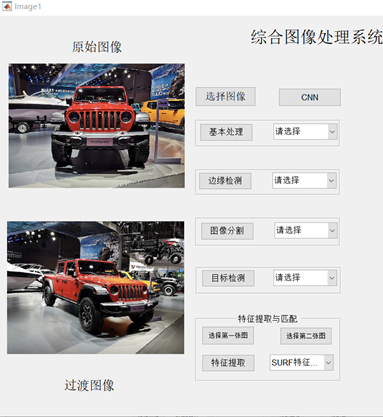 Image1
综合图像处理系统
原始图像
选择图像
CNN
基本处理
请选择
边缘检测
请选择
图像分割
请选择
目标检测
请选择
特征提取与匹配
选择第一张图
选择第二张图
特征提取
SURF特征...
过渡图像